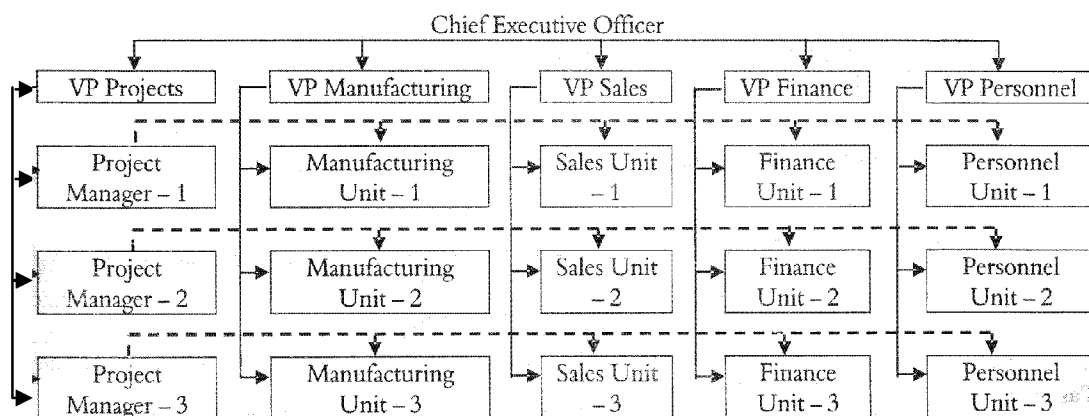 Chief Executive Officer
VP Projects VP Manufacturing VP Sales VP Finance VP Personnel
Project Manufacturing Sales Unit Finance Personnel
Manager – 1 Unit – 1 – 1 Unit – 1 Unit – 1
Project Manufacturing Sales Unit Finance Personnel
Manager – 2 Unit – 2 – 2 Unit – 2 Unit – 2
Project Manufacturing Sales Unit Finance Personnel
Manager – 3 Unit – 3 – 3 Unit – 3 Unit – 3